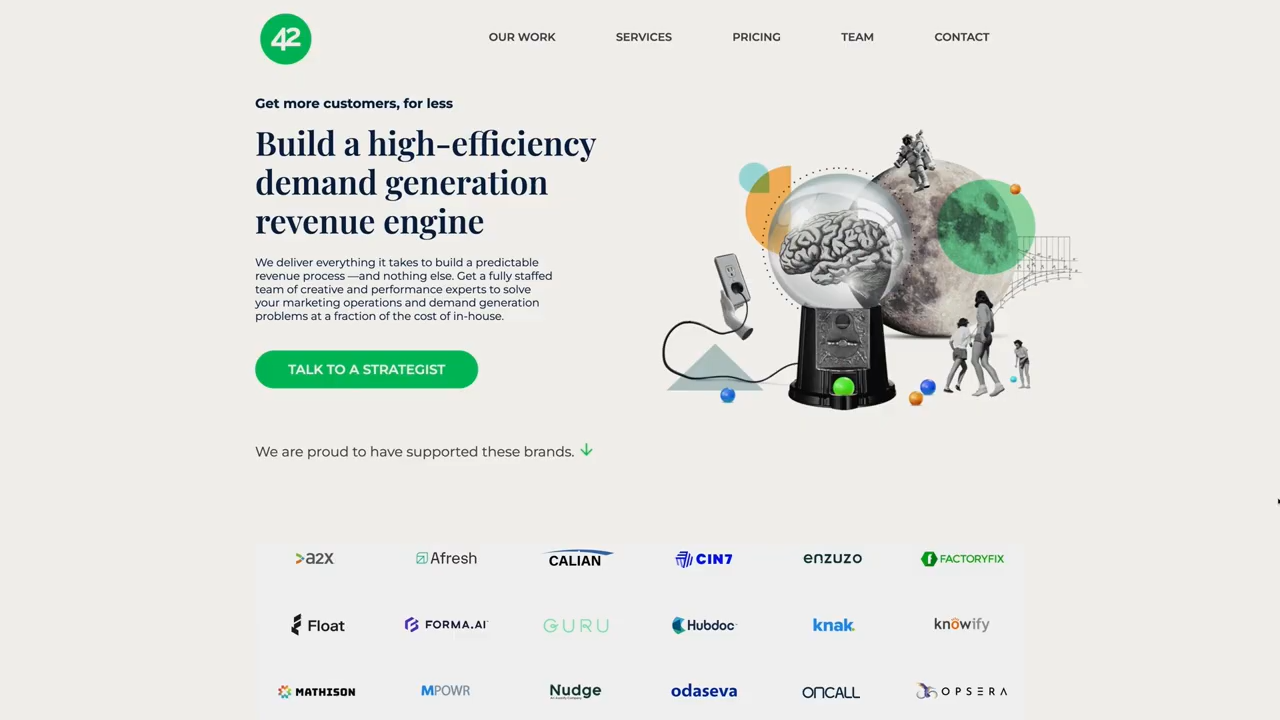 42
OUR WORK
SERVICES
PRICING
TEAM
CONTACT
Get more customers, for less
Build a high-efficiency
demand generation
revenue engine
We deliver everything it takes to build a predictable
revenue process —and nothing else. Get a fully staffed
team of creative and performance experts to solve
your marketing operations and demand generation
problems at a fraction of the cost of in-house.
TALK TO A STRATEGIST
We are proud to have supported these brands.
a2x
Afresh
CALIAN
CIN7
enzuzo
FACTORYFIX
Float
FORMA.AI
GURU
Hubdoc
knak.
knowify
MATHISON
MPOWR
Nudge
odaseva
ONCALL
OPSERA